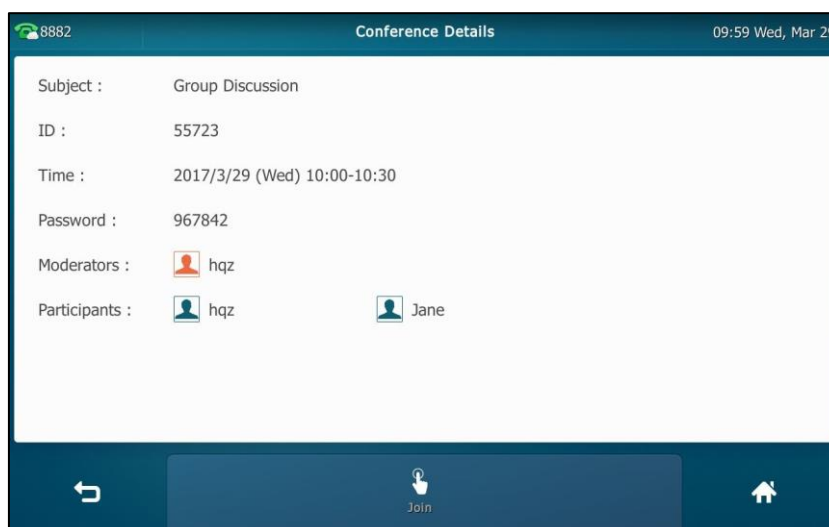 8882 Conference Details 09:59 Wed, Mar 29
Subject : Group Discussion
ID : 55723
Time : 2017/3/29 (Wed) 10:00-10:30
Password : 967842
Moderators : hqz
Participants : hqz Jane
Join